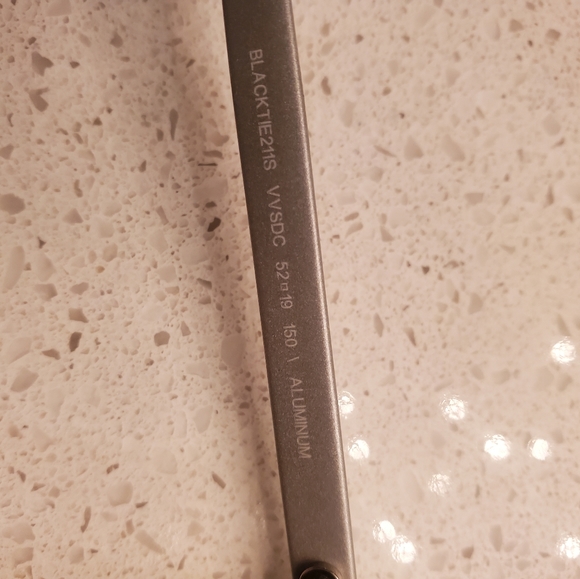 BLACKTIE211S VVSDC 52□19 150 \ ALUMINUM